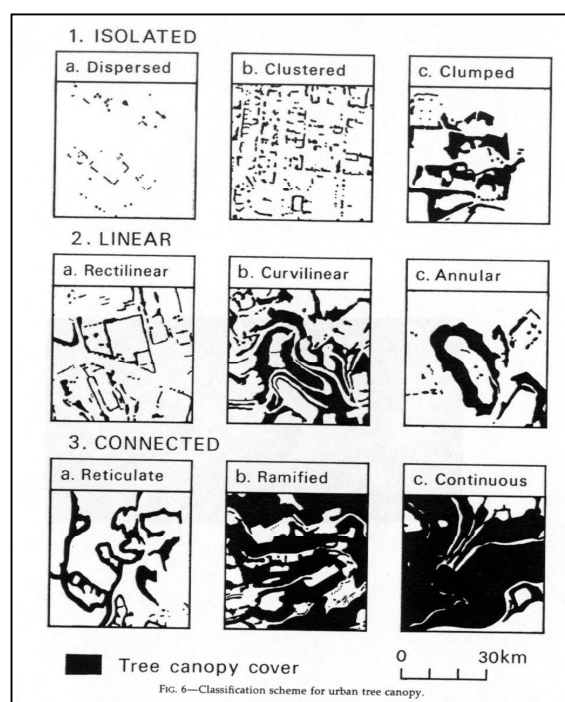 1. ISOLATED
a. Dispersed
b. Clustered
c. Clumped
2. LINEAR
a. Rectilinear
b. Curvilinear
c. Annular
3. CONNECTED
a. Reticulate
b. Ramified
c. Continuous
Tree canopy cover
0 30km
FIG. 6—Classification scheme for urban tree canopy.